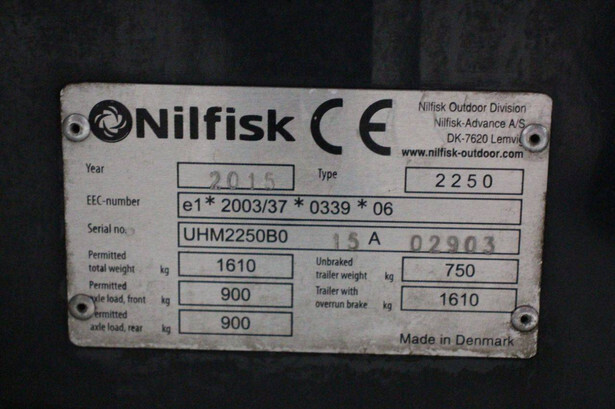 Nilfisk CE
Nilfisk Outdoor Division
Nilfisk-Advance A/S
DK-7620 Lemvig
www.nilfisk-outdoor.com
Year 2015 Type 2250
EEC-number e1* 2003/37 * 0339 * 06
Serial no. UHM2250B0 15 A 02903
Permitted
total weight kg 1610
Unbraked
trailer weight kg 750
Permitted
axle load, front kg 900
Trailer with
overrun brake kg 1610
Permitted
axle load, rear kg 900
Made in Denmark